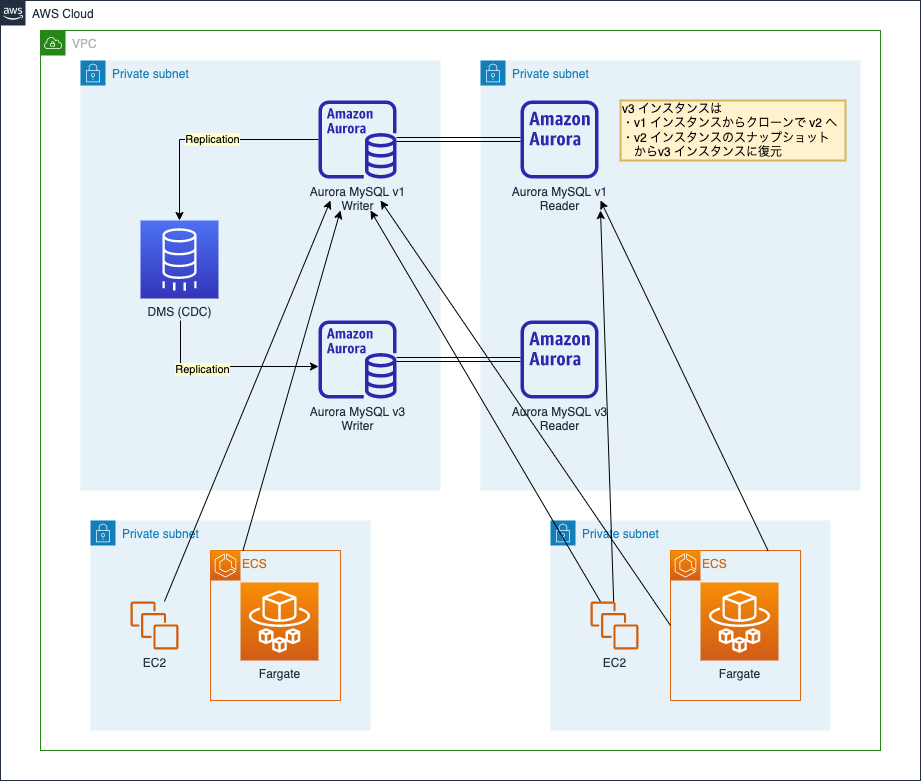 aws
AWS Cloud
VPC
Private subnet
Private subnet
Amazon
Aurora
Amazon
Aurora
v3 インスタンスは
・v1 インスタンスからクローンで v2 へ
・v2 インスタンスのスナップショット
からv3 インスタンスに復元
Replication
Aurora MySQL v1
Writer
Aurora MySQL v1
Reader
DMS (CDC)
Amazon
Aurora
Amazon
Aurora
Replication
Aurora MySQL v3
Writer
Aurora MySQL v3
Reader
Private subnet
Private subnet
ECS
ECS
EC2
Fargate
EC2
Fargate